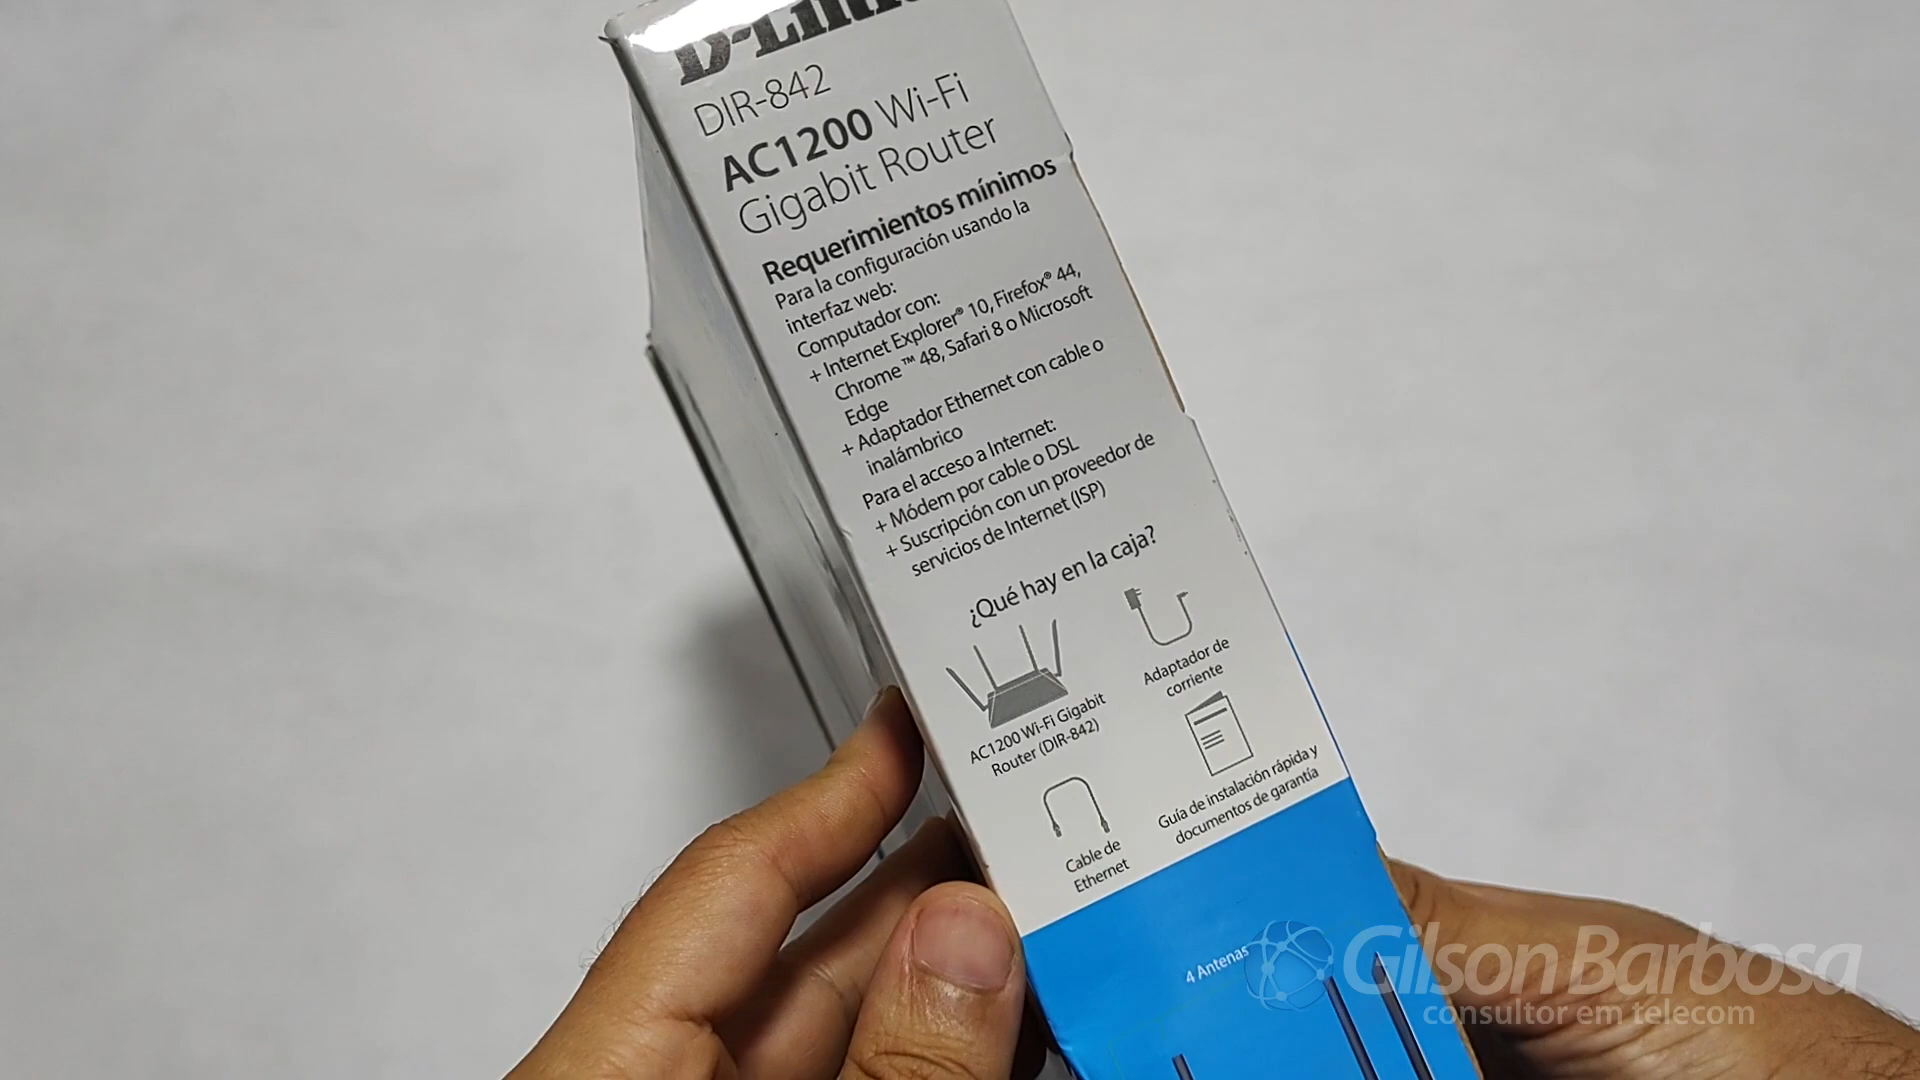 D-Link
DIR-842
AC1200 Wi-Fi
Gigabit Router
Requerimientos mínimos
Para la configuración usando la
interfaz web:
Computador con:
+ Internet Explorer® 10, Firefox® 44,
Chrome™ 48, Safari 8 o Microsoft
Edge
+ Adaptador Ethernet con cable o
inalámbrico
Para el acceso a Internet:
+ Módem por cable o DSL
+ Suscripción con un proveedor de
servicios de Internet (ISP)
¿Qué hay en la caja?
AC1200 Wi-Fi Gigabit
Router (DIR-842)
Adaptador de
corriente
Cable de
Ethernet
Guía de instalación rápida y
documentos de garantía
4 Antenas
Gilson Barbosa
consultor em telecom